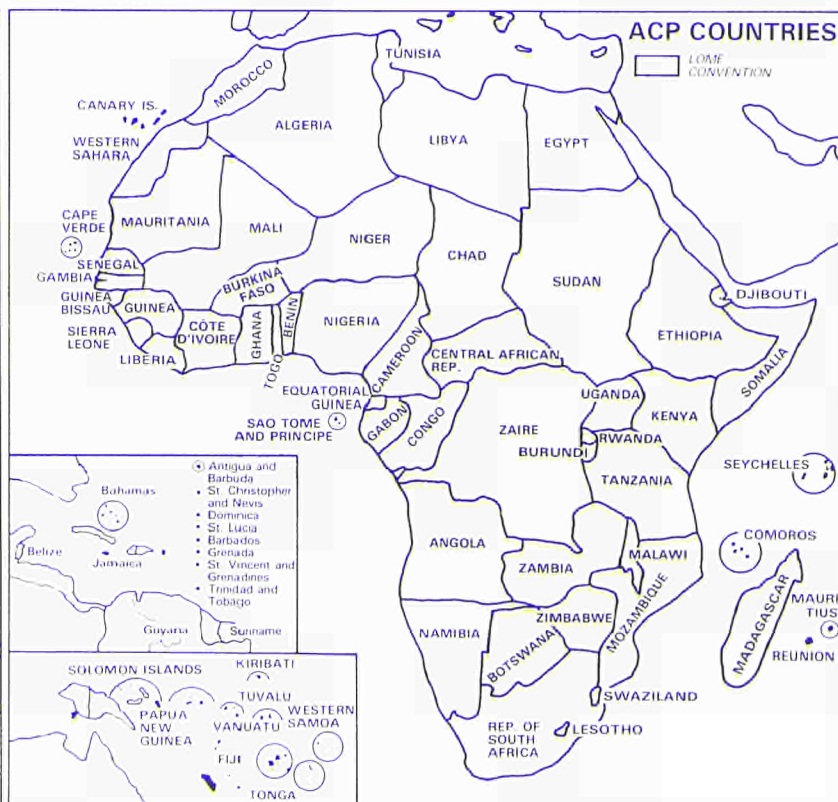 ACP COUNTRIES
LOME
CONVENTION
TUNISIA
MOROCCO
CANARY IS.
ALGERIA
LIBYA
EGYPT
WESTERN
SAHARA
CAPE
VERDE
MAURITANIA
MALI
NIGER
CHAD
SUDAN
SENEGAL
GAMBIA
GUINEA
BISSAU
GUINEA
BURKINA
FASO
DJIBOUTI
SIERRA
LEONE
LIBERIA
CÔTE
D'IVOIRE
GHANA
TOGO
BENIN
NIGERIA
CAMEROON
CENTRAL AFRICAN
REP.
ETHIOPIA
SOMALIA
EQUATORIAL
GUINEA
SAO TOME
AND PRINCIPE
GABON
CONGO
ZAIRE
UGANDA
KENYA
RWANDA
BURUNDI
TANZANIA
SEYCHELLES
COMOROS
ANGOLA
ZAMBIA
MALAWI
MOZAMBIQUE
MADAGASCAR
MAURI
TIUS
REUNION
NAMIBIA
BOTSWANA
ZIMBABWE
SWAZILAND
REP. OF
SOUTH
AFRICA
LESOTHO
Antigua and
Barbuda
• St. Christopher
and Nevis
• Dominica
• St. Lucia
• Barbados
• Grenada
• St. Vincent and
Grenadines
• Trinidad and
Tobago
Bahamas
Belize
Jamaica
Guyana
Suriname
SOLOMON ISLANDS
KIRIBATI
TUVALU
PAPUA
NEW
GUINEA
VANUATU
WESTERN
SAMOA
FIJI
TONGA